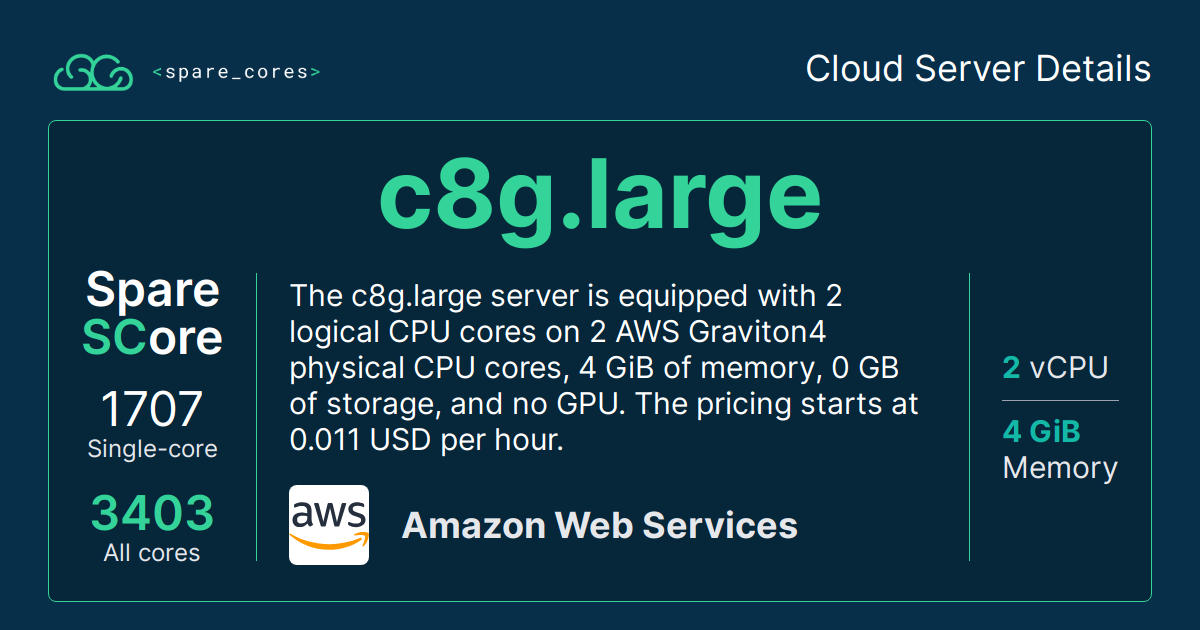 <spare_cores>
Cloud Server Details
c8g.large
Spare
SCore
1707
Single-core
3403
All cores
The c8g.large server is equipped with 2
logical CPU cores on 2 AWS Graviton4
physical CPU cores, 4 GiB of memory, 0 GB
of storage, and no GPU. The pricing starts at
0.011 USD per hour.
aws
Amazon Web Services
2 vCPU
4 GiB
Memory